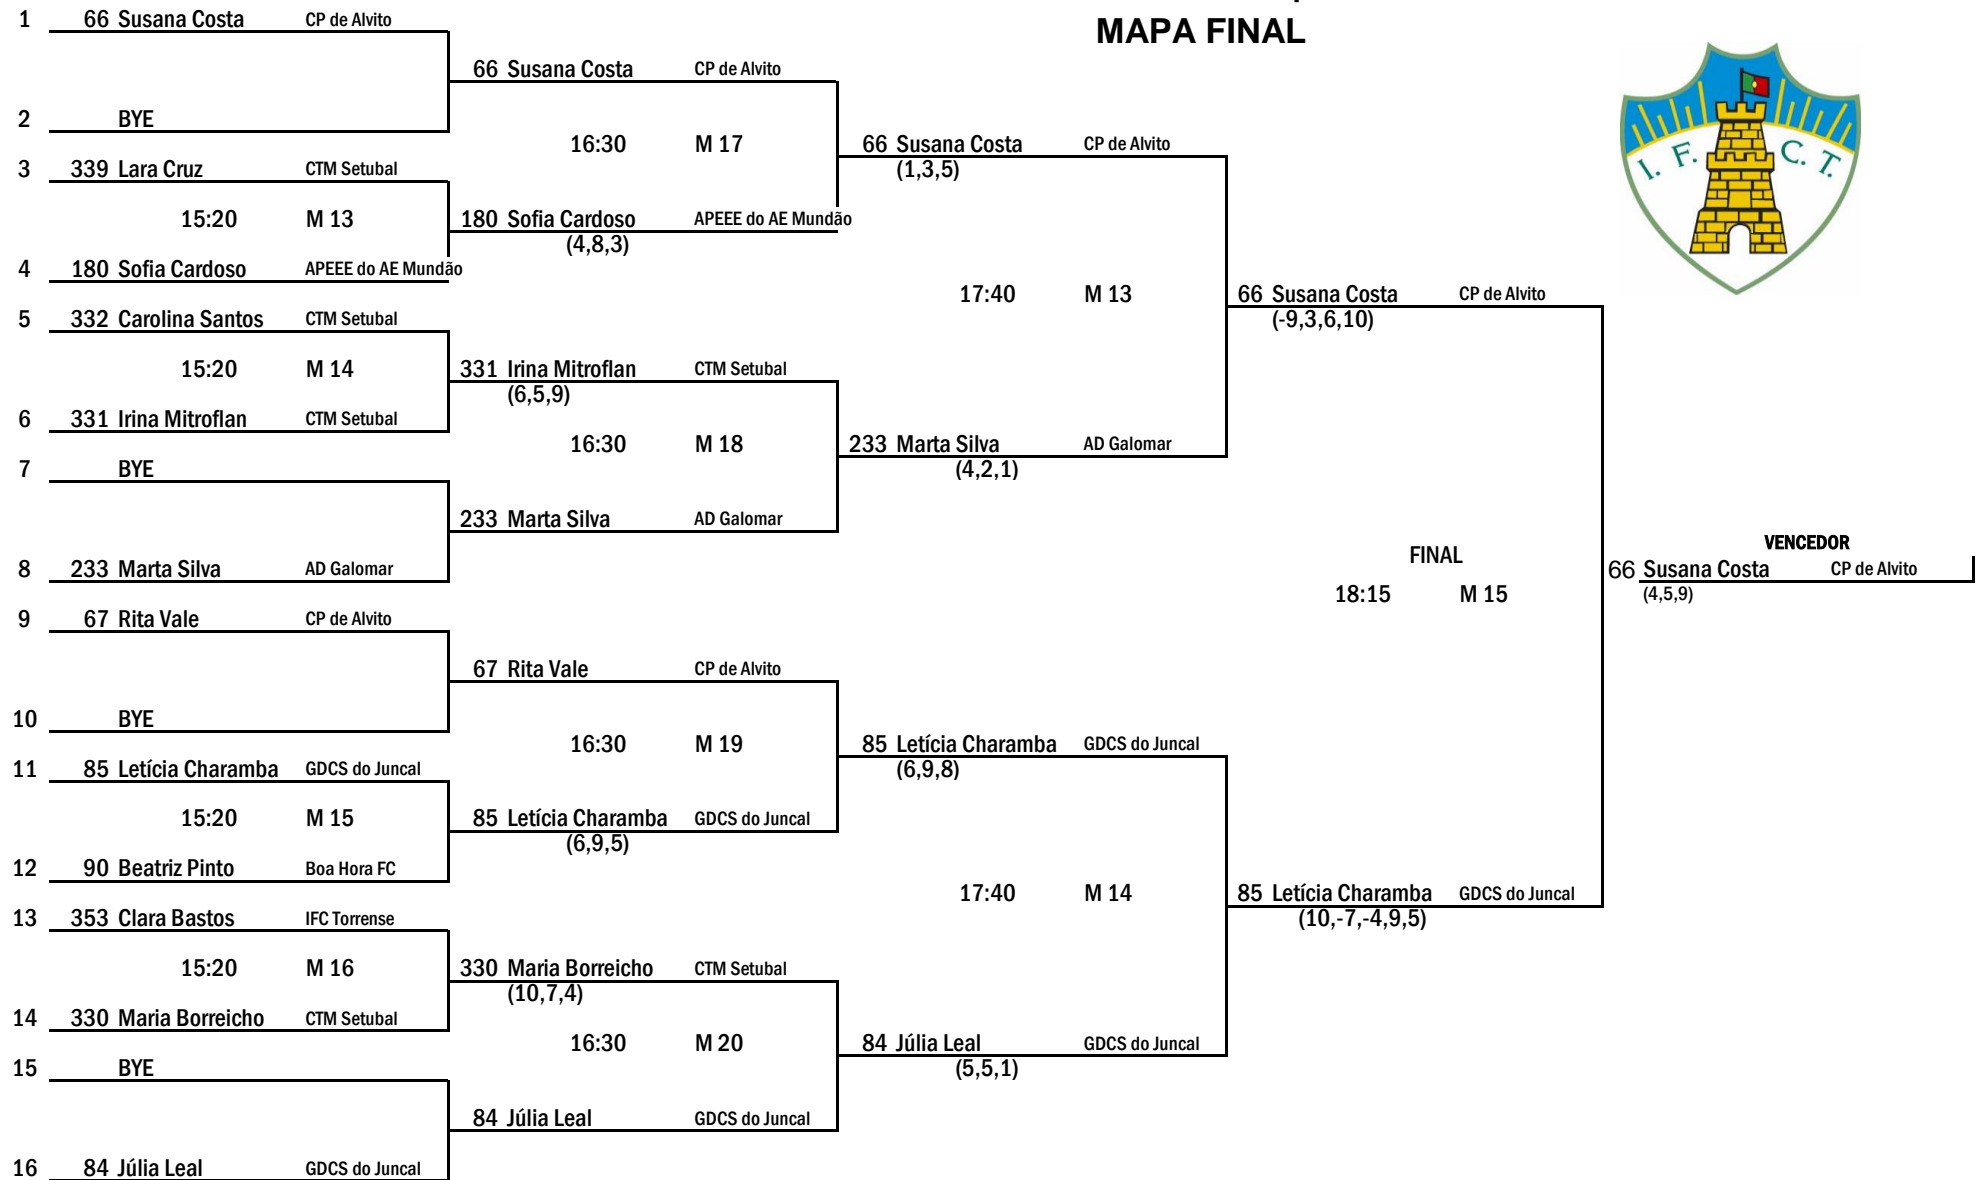 MAPA FINAL
I. F. C. T.
1 66 Susana Costa CP de Alvito
66 Susana Costa CP de Alvito
2 BYE
16:30 M 17
66 Susana Costa CP de Alvito
(1,3,5)
3 339 Lara Cruz CTM Setubal
15:20 M 13
180 Sofia Cardoso APEEE do AE Mundão
(4,8,3)
4 180 Sofia Cardoso APEEE do AE Mundão
17:40 M 13
66 Susana Costa CP de Alvito
(-9,3,6,10)
5 332 Carolina Santos CTM Setubal
15:20 M 14
331 Irina Mitroflan CTM Setubal
(6,5,9)
6 331 Irina Mitroflan CTM Setubal
16:30 M 18
233 Marta Silva AD Galomar
(4,2,1)
7 BYE
233 Marta Silva AD Galomar
8 233 Marta Silva AD Galomar
FINAL
18:15 M 15
VENCEDOR
66 Susana Costa CP de Alvito
(4,5,9)
9 67 Rita Vale CP de Alvito
67 Rita Vale CP de Alvito
10 BYE
16:30 M 19
85 Letícia Charamba GDCS do Juncal
(6,9,8)
11 85 Letícia Charamba GDCS do Juncal
15:20 M 15
85 Letícia Charamba GDCS do Juncal
(6,9,5)
12 90 Beatriz Pinto Boa Hora FC
17:40 M 14
85 Letícia Charamba GDCS do Juncal
(10,-7,-4,9,5)
13 353 Clara Bastos IFC Torrense
15:20 M 16
330 Maria Borreicho CTM Setubal
(10,7,4)
14 330 Maria Borreicho CTM Setubal
16:30 M 20
84 Júlia Leal GDCS do Juncal
(5,5,1)
15 BYE
84 Júlia Leal GDCS do Juncal
16 84 Júlia Leal GDCS do Juncal